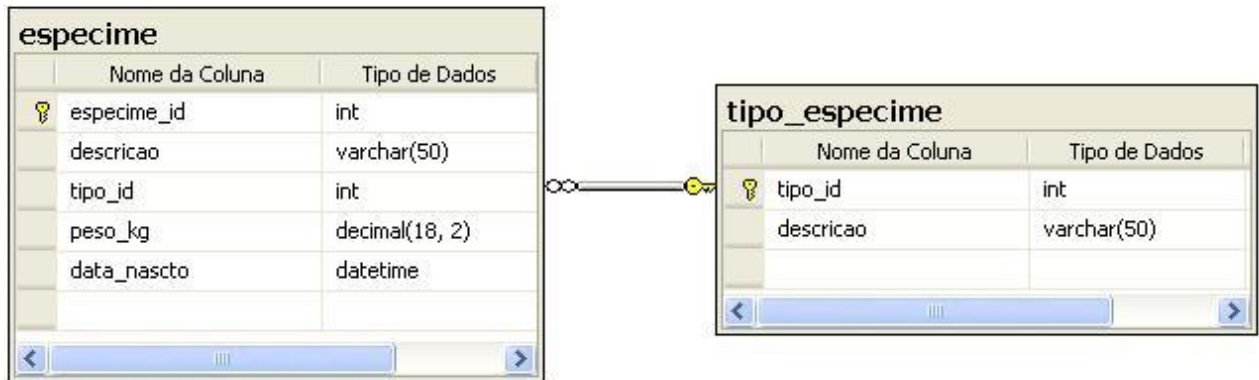 especime
Nome da Coluna Tipo de Dados
especime_id int
descricao varchar(50)
tipo_id int
peso_kg decimal(18, 2)
data_nascto datetime
tipo_especime
Nome da Coluna Tipo de Dados
tipo_id int
descricao varchar(50)